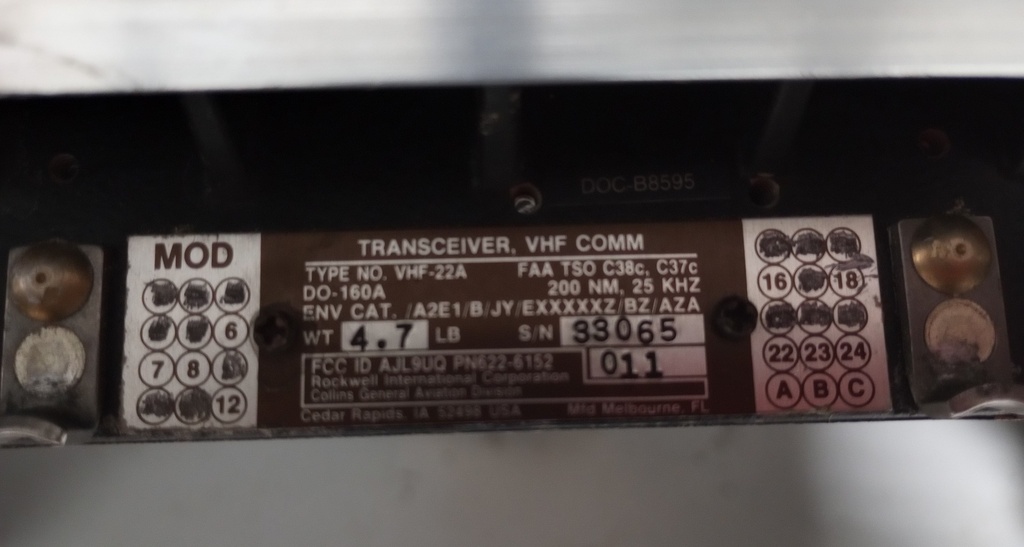 DOC-B8595
MOD
6
7 8
12
TRANSCEIVER, VHF COMM
TYPE NO. VHF-22A FAA TSO C38c, C37c
DO-160A 200 NM, 25 KHZ
ENV CAT. /A2E1/B/JY/EXXXXXZ/BZ/AZA
WT 4.7 LB S/N 33065
FCC ID AJL9UQ PN622-6152 011
Rockwell International Corporation
Collins General Aviation Division
Cedar Rapids, IA 52498 USA Mfd Melbourne, FL
16 18
22 23 24
A B C